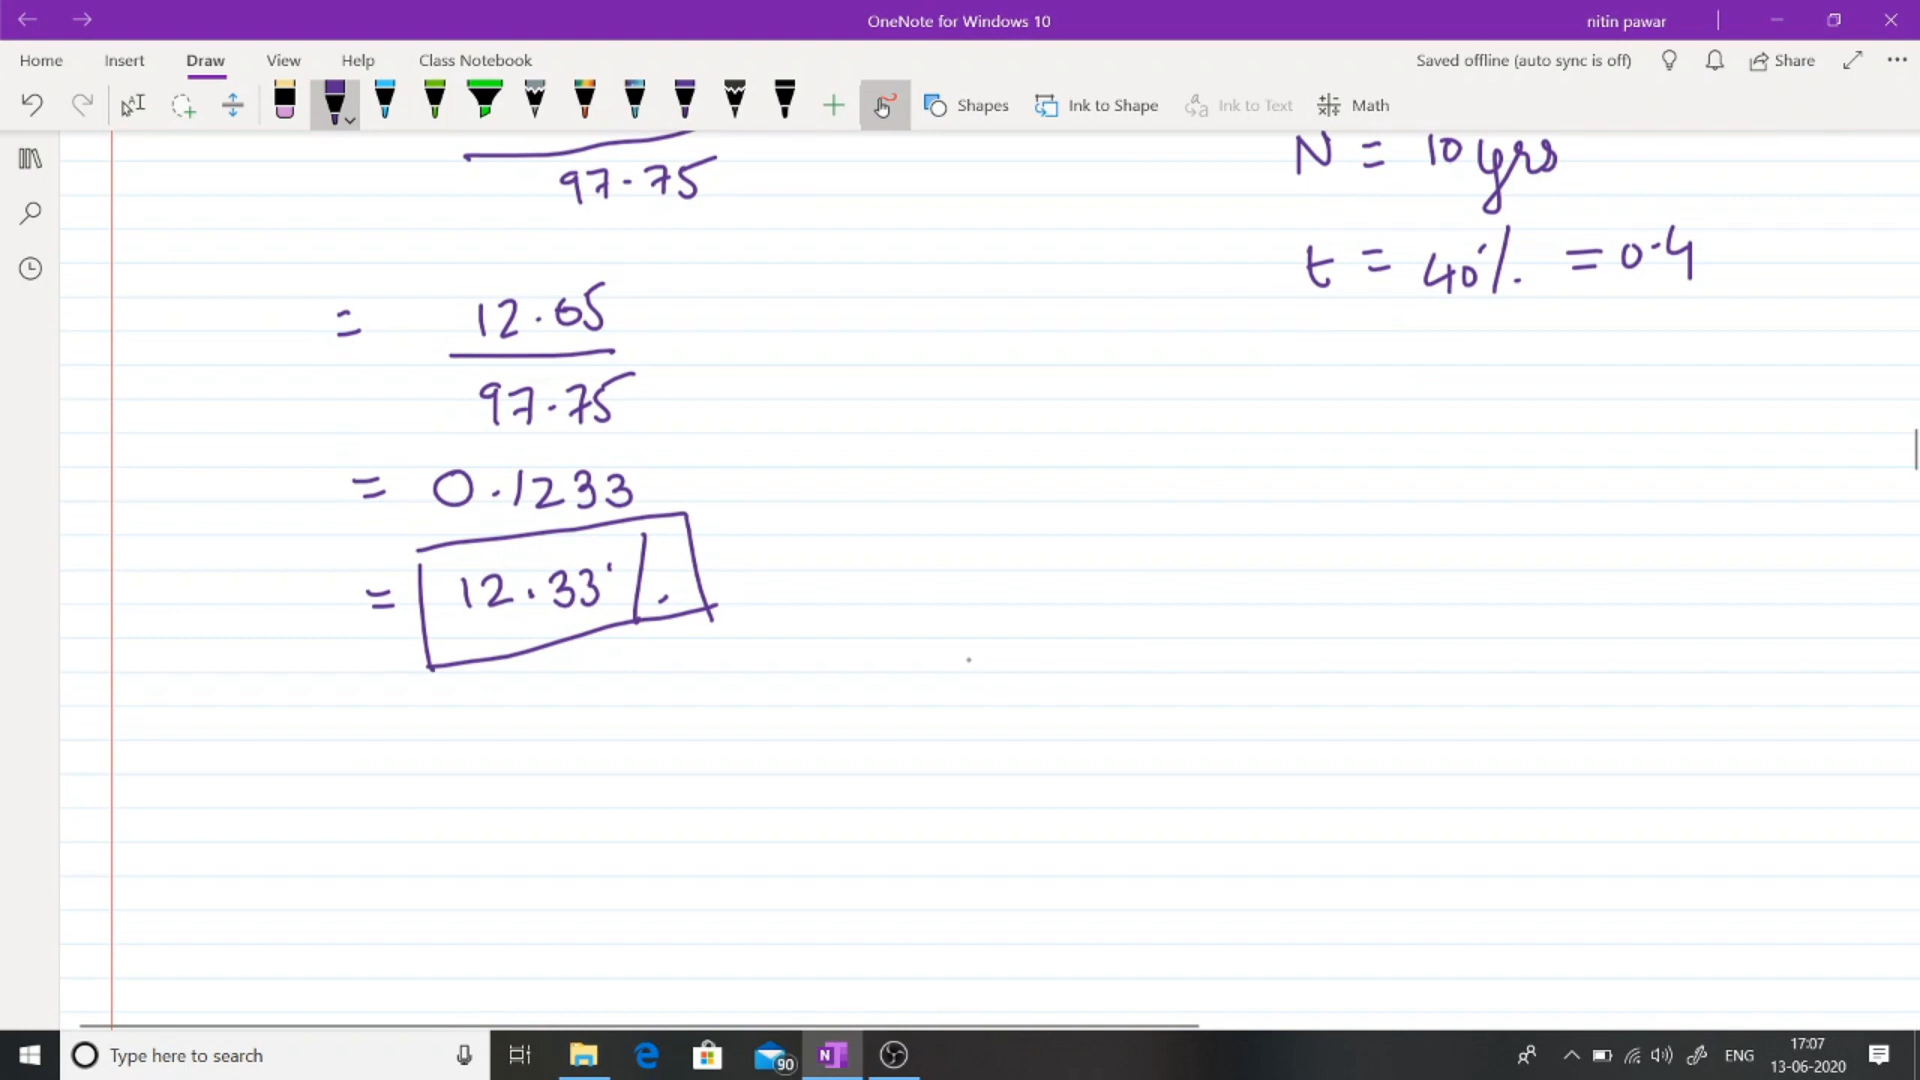 OneNote for Windows 10
nitin pawar
Home Insert Draw View Help Class Notebook
Saved offline (auto sync is off) Share
Shapes Ink to Shape Ink to Text Math
97.75
N = 10 yrs
t = 40% = 0.4
= 12.05
97.75
= 0.1233
= 12.33%
Type here to search
90
ENG
17:07
13-06-2020